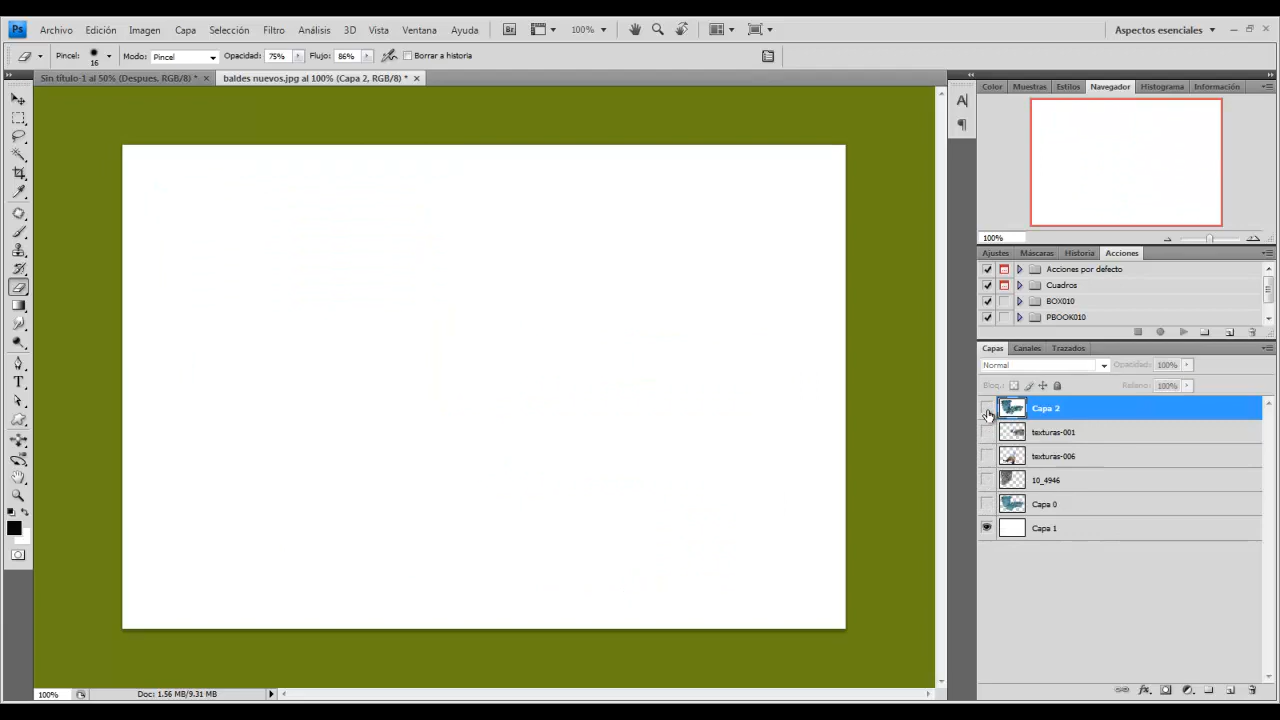 Ps Archivo Edición Imagen Capa Selección Filtro Análisis 3D Vista Ventana Ayuda Br 100% Aspectos esenciales
Pincel: 16 Modo: Pincel Opacidad: 75% Flujo: 86% Borrar a historia
Sin título-1 al 50% (Despues, RGB/8) * baldes nuevos.jpg al 100% (Capa 2, RGB/8) *
Color Muestras Estilos Navegador Histograma Información
100%
Ajustes Máscaras Historia Acciones
Acciones por defecto
Cuadros
BOX010
PBOOK010
Capas Canales Trazados
Normal Opacidad: 100%
Bloq.: Relleno: 100%
Capa 2
texturas-001
texturas-006
10_4946
Capa 0
Capa 1
100% Doc: 1.56 MB/9.31 MB